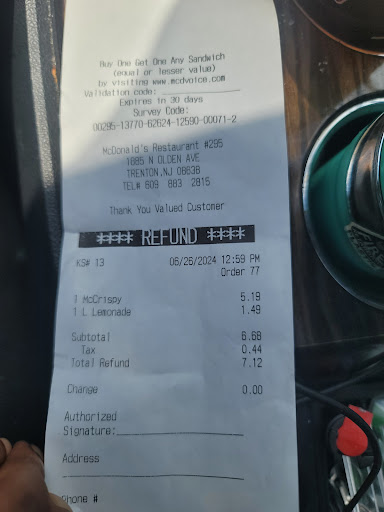 Buy One Get One Any Sandwich
(equal or lesser value)
by visiting www.mcdvoice.com
Validation code: ____________
Expires in 30 days
Survey Code:
00295-13770-62624-12590-00071-2
McDonald's Restaurant #295
1685 N OLDEN AVE
TRENTON,NJ 08638
TEL# 609 883 2815
Thank You Valued Customer
**** REFUND ****
KS# 13 06/26/2024 12:59 PM
Order 77
1 McCrispy 5.19
1 L Lemonade 1.49
Subtotal 6.68
Tax 0.44
Total Refund 7.12
Change 0.00
Authorized
Signature:____________________
Address
Phone #